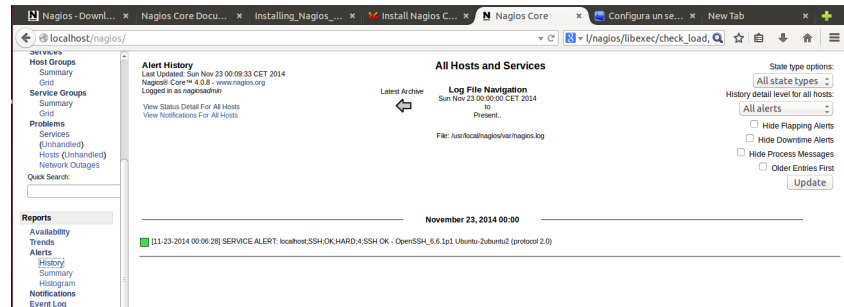 Nagios - Downl...
Nagios Core Docu...
Installing_Nagios_...
Install Nagios C...
Nagios Core
Configura un se...
New Tab
localhost/nagios/
l/nagios/libexec/check_load,
Services
Host Groups
Summary
Grid
Service Groups
Summary
Grid
Problems
Services
(Unhandled)
Hosts (Unhandled)
Network Outages
Quick Search:
Reports
Availability
Trends
Alerts
History
Summary
Histogram
Notifications
Event Log
Alert History
Last Updated: Sun Nov 23 00:09:33 CET 2014
Nagios® Core™ 4.0.8 - www.nagios.org
Logged in as nagiosadmin
View Status Detail For All Hosts
View Notifications For All Hosts
All Hosts and Services
Latest Archive
Log File Navigation
Sun Nov 23 00:00:00 CET 2014
to
Present..
File: /usr/local/nagios/var/nagios.log
State type options:
All state types
History detail level for all hosts:
All alerts
Hide Flapping Alerts
Hide Downtime Alerts
Hide Process Messages
Older Entries First
Update
November 23, 2014 00:00
[11-23-2014 00:06:28] SERVICE ALERT: localhost;SSH;OK;HARD;4;SSH OK - OpenSSH_6.6.1p1 Ubuntu-2ubuntu2 (protocol 2.0)